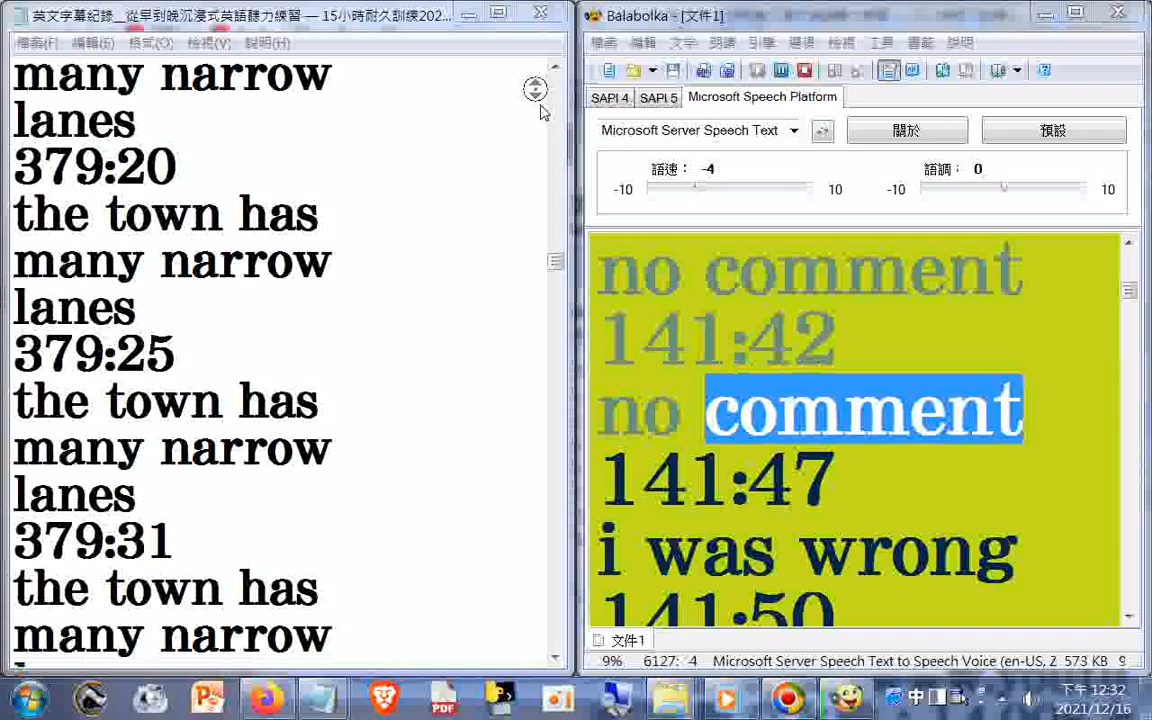 英文字幕紀錄__從早到晚沉浸式英語聽力練習 — 15小時耐久訓練202...
檔案(F) 編輯(E) 格式(O) 檢視(V) 說明(H)
many narrow
lanes
379:20
the town has
many narrow
lanes
379:25
the town has
many narrow
lanes
379:31
the town has
many narrow
Balabolka - [文件1]
檔案 編輯 文字 朗讀 引擎 選項 檢視 工具 書籤 說明
SAPI 4 SAPI 5 Microsoft Speech Platform
Microsoft Server Speech Text 關於 預設
語速： -4 語調： 0
-10 10 -10 10
no comment
141:42
no comment
141:47
i was wrong
141:50
文件1
9% 6127: 4 Microsoft Server Speech Text to Speech Voice (en-US, Z 573 KB 9
PDF 中 下午 12:32
2021/12/16